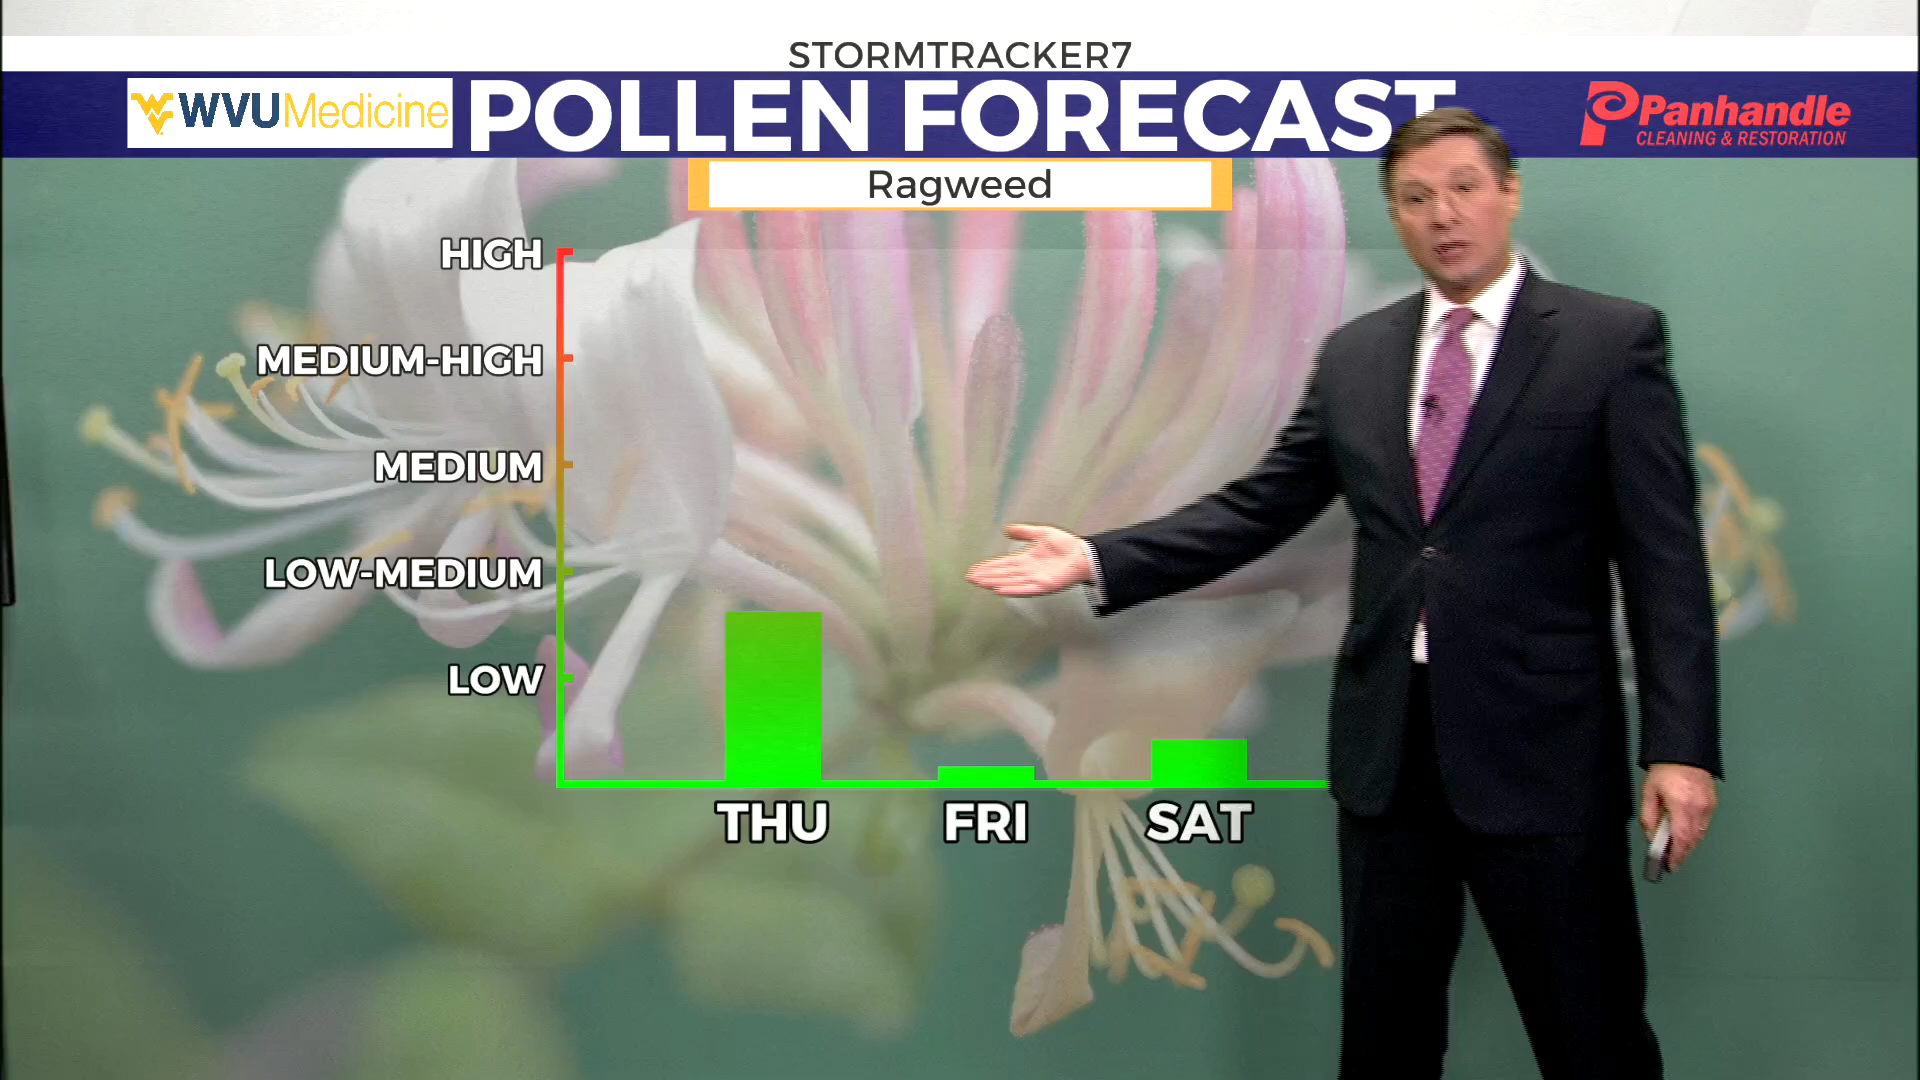 STORMTRACKER7
WVUMedicine
POLLEN FORECAST
Panhandle
CLEANING & RESTORATION
Ragweed
HIGH
MEDIUM-HIGH
MEDIUM
LOW-MEDIUM
LOW
THU
FRI
SAT